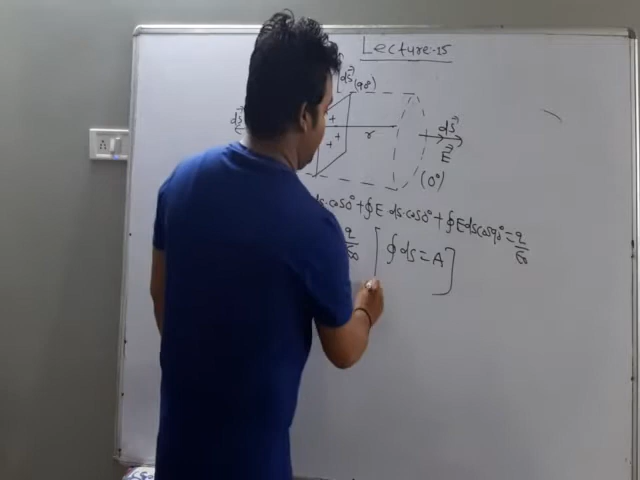 Lecture:-15
ds⃗ (90°)
ds⃗
+
+ +
+ +
r
ds⃗
E⃗
(0°)
ds·cos0° + ∮E ds·cos0° + ∮E ds cos90° = q/ε₀
q/ε₀ [∮ds = A]